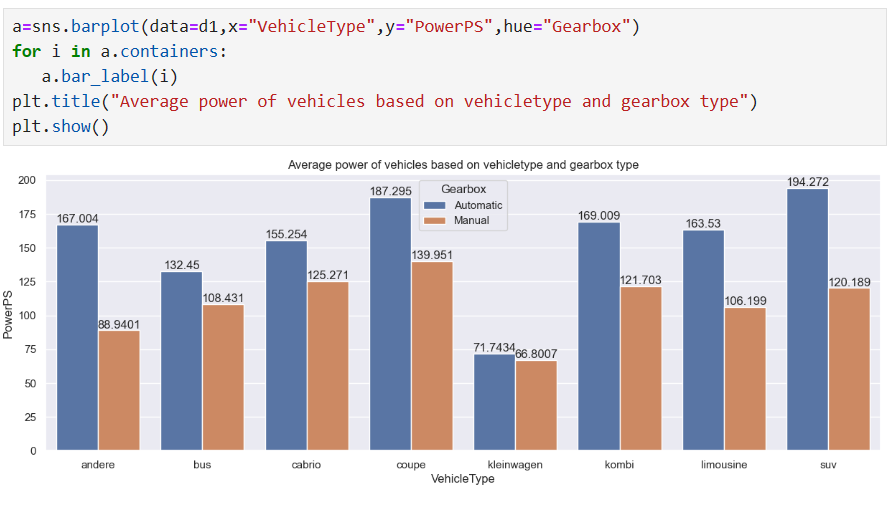 a=sns.barplot(data=d1,x="VehicleType",y="PowerPS",hue="Gearbox")
for i in a.containers:
   a.bar_label(i)
plt.title("Average power of vehicles based on vehicletype and gearbox type")
plt.show()
Average power of vehicles based on vehicletype and gearbox type
Gearbox
Automatic
Manual
PowerPS
200
175
150
125
100
75
50
25
0
167.004
88.9401
132.45
108.431
155.254
125.271
187.295
139.951
71.7434
66.8007
169.009
121.703
163.53
106.199
194.272
120.189
andere bus cabrio coupe kleinwagen kombi limousine suv
VehicleType